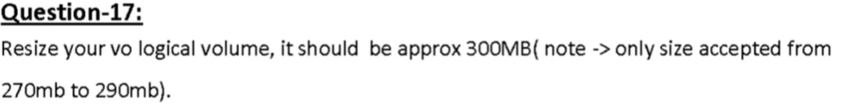 Question-17:
Resize your vo logical volume, it should be approx 300MB( note -> only size accepted from
270mb to 290mb).